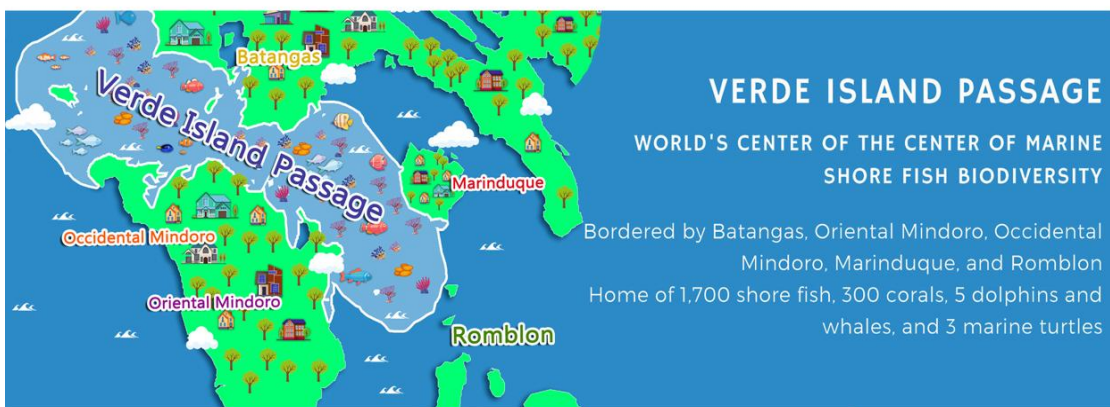 Batangas
Verde Island Passage
Marinduque
Occidental Mindoro
Oriental Mindoro
Romblon
VERDE ISLAND PASSAGE
WORLD'S CENTER OF THE CENTER OF MARINE
SHORE FISH BIODIVERSITY
Bordered by Batangas, Oriental Mindoro, Occidental
Mindoro, Marinduque, and Romblon
Home of 1,700 shore fish, 300 corals, 5 dolphins and
whales, and 3 marine turtles